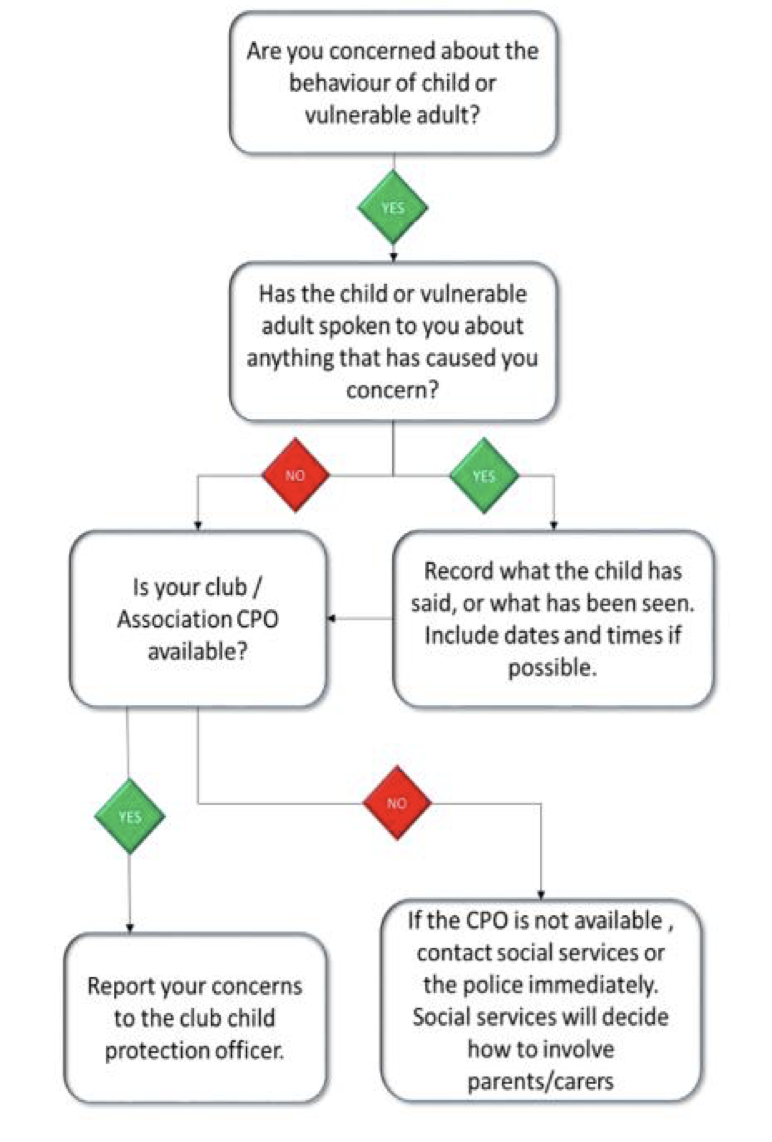 Are you concerned about the
behaviour of child or
vulnerable adult?
YES
Has the child or vulnerable
adult spoken to you about
anything that has caused you
concern?
NO
YES
Is your club /
Association CPO
available?
Record what the child has
said, or what has been seen.
Include dates and times if
possible.
YES
NO
Report your concerns
to the club child
protection officer.
If the CPO is not available ,
contact social services or
the police immediately.
Social services will decide
how to involve
parents/carers